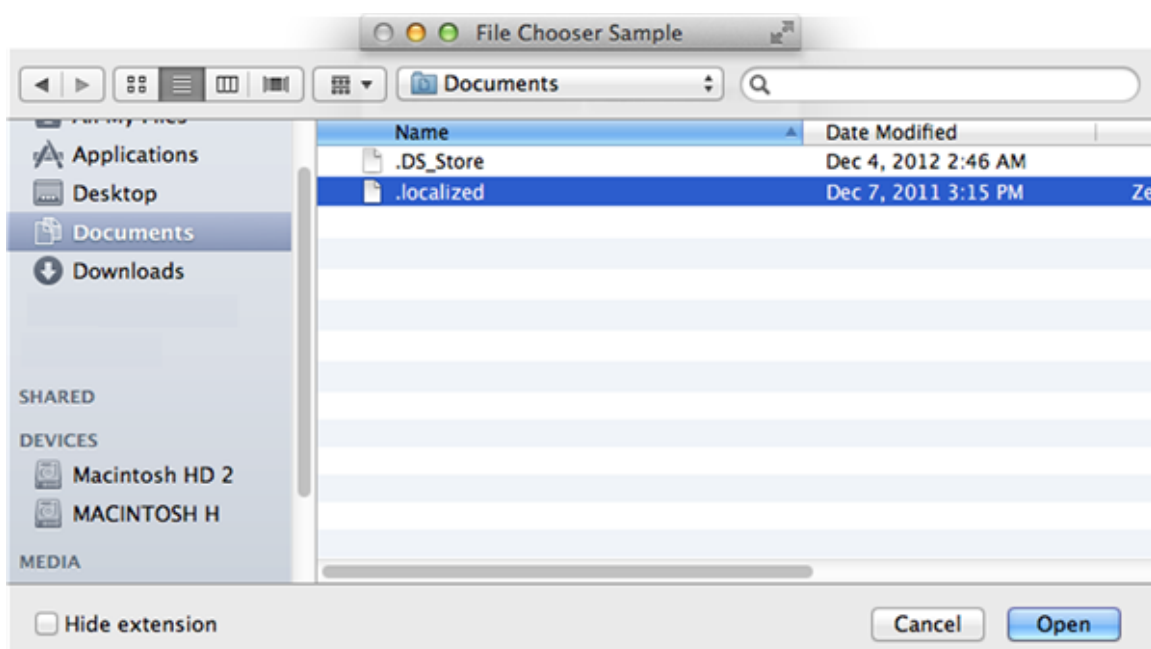 File Chooser Sample
Documents
Name Date Modified
Applications
.DS_Store Dec 4, 2012 2:46 AM
Desktop
.localized Dec 7, 2011 3:15 PM Ze
Documents
Downloads
SHARED
DEVICES
Macintosh HD 2
MACINTOSH H
MEDIA
Hide extension Cancel Open